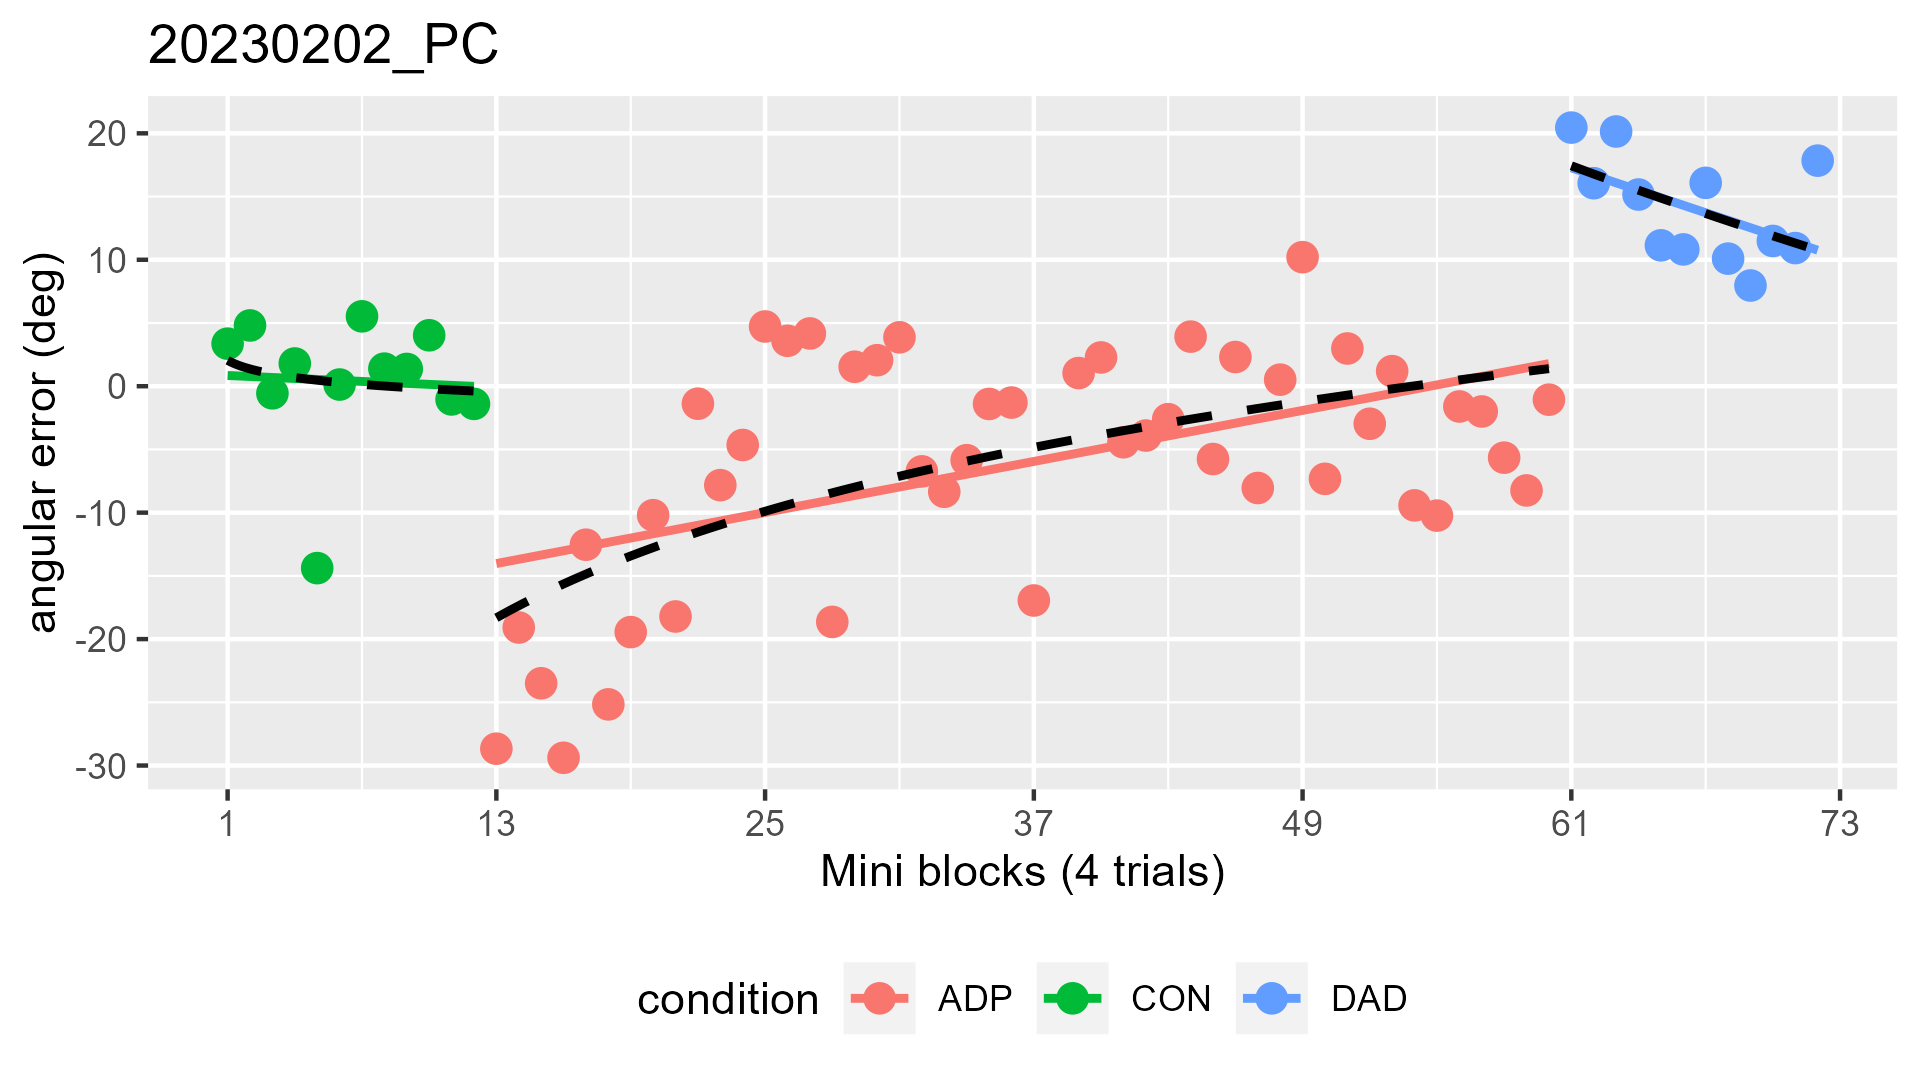 20230202_PC
angular error (deg)
20
10
0
-10
-20
-30
1 13 25 37 49 61 73
Mini blocks (4 trials)
condition ADP CON DAD